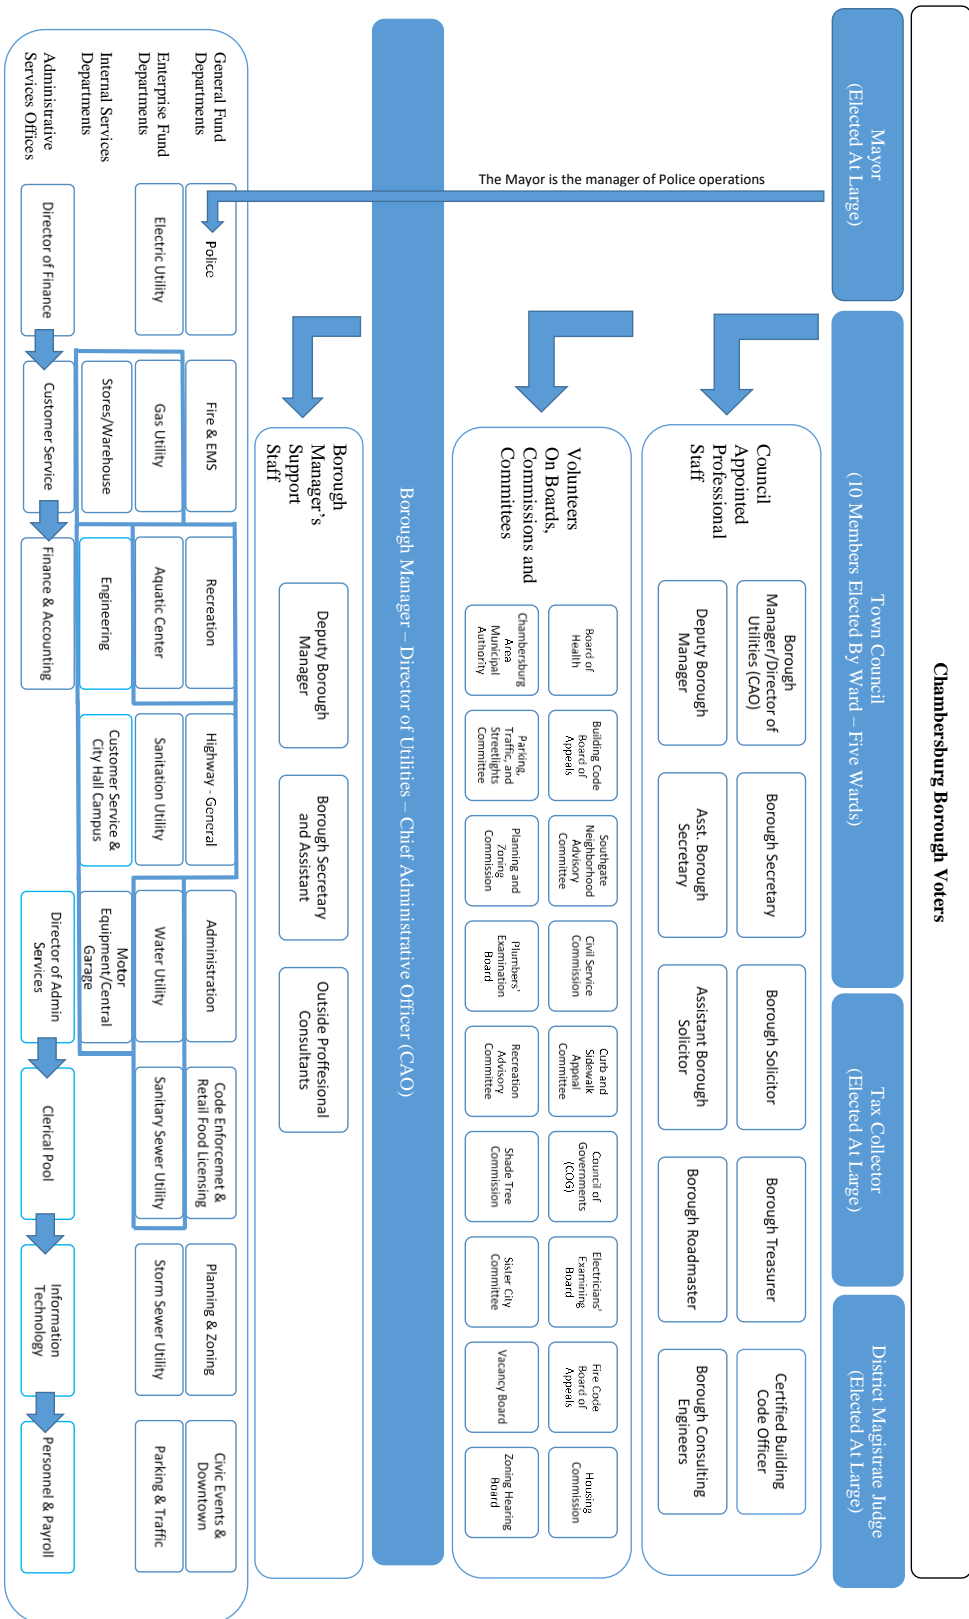 Chambersburg Borough Voters
Mayor
(Elected At Large)
Town Council
(10 Members Elected By Ward – Five Wards)
Tax Collector
(Elected At Large)
District Magistrate Judge
(Elected At Large)
The Mayor is the manager of Police operations
Council
Appointed
Professional
Staff
Borough
Manager/Director of
Utilities (CAO)
Borough Secretary
Borough Solicitor
Borough Treasurer
Certified Building
Code Officer
Deputy Borough
Manager
Asst. Borough
Secretary
Assistant Borough
Solicitor
Borough Roadmaster
Borough Consulting
Engineers
Volunteers
On Boards,
Commissions and
Committees
Board of
Health
Building Code
Board of
Appeals
Southgate
Neighborhood
Advisory
Committee
Civil Service
Commission
Curb and
Sidewalk
Appeal
Committee
Council of
Governments
(COG)
Electricians'
Examining
Board
Fire Code
Board of
Appeals
Housing
Commission
Chambersburg
Area
Municipal
Authority
Parking,
Traffic, and
Streetlights
Committee
Planning and
Zoning
Commission
Plumbers'
Examination
Board
Recreation
Advisory
Committee
Shade Tree
Commission
Sister City
Committee
Vacancy Board
Zoning Hearing
Board
Borough Manager – Director of Utilities – Chief Administrative Officer (CAO)
Borough
Manager's
Support
Staff
Deputy Borough
Manager
Borough Secretary
and Assistant
Outside Proffesional
Consultants
General Fund
Departments
Police
Fire & EMS
Recreation
Highway - General
Administration
Code Enforcemet &
Retail Food Licensing
Planning & Zoning
Civic Events &
Downtown
Enterprise Fund
Departments
Electric Utility
Gas Utility
Aquatic Center
Sanitation Utility
Water Utility
Sanitary Sewer Utility
Storm Sewer Utility
Parking & Traffic
Internal Services
Departments
Stores/Warehouse
Engineering
Customer Service &
City Hall Campus
Motor
Equipment/Central
Garage
Administrative
Services Offices
Director of Finance
Customer Service
Finance & Accounting
Director of Admin
Services
Clerical Pool
Information
Technology
Personnel & Payroll